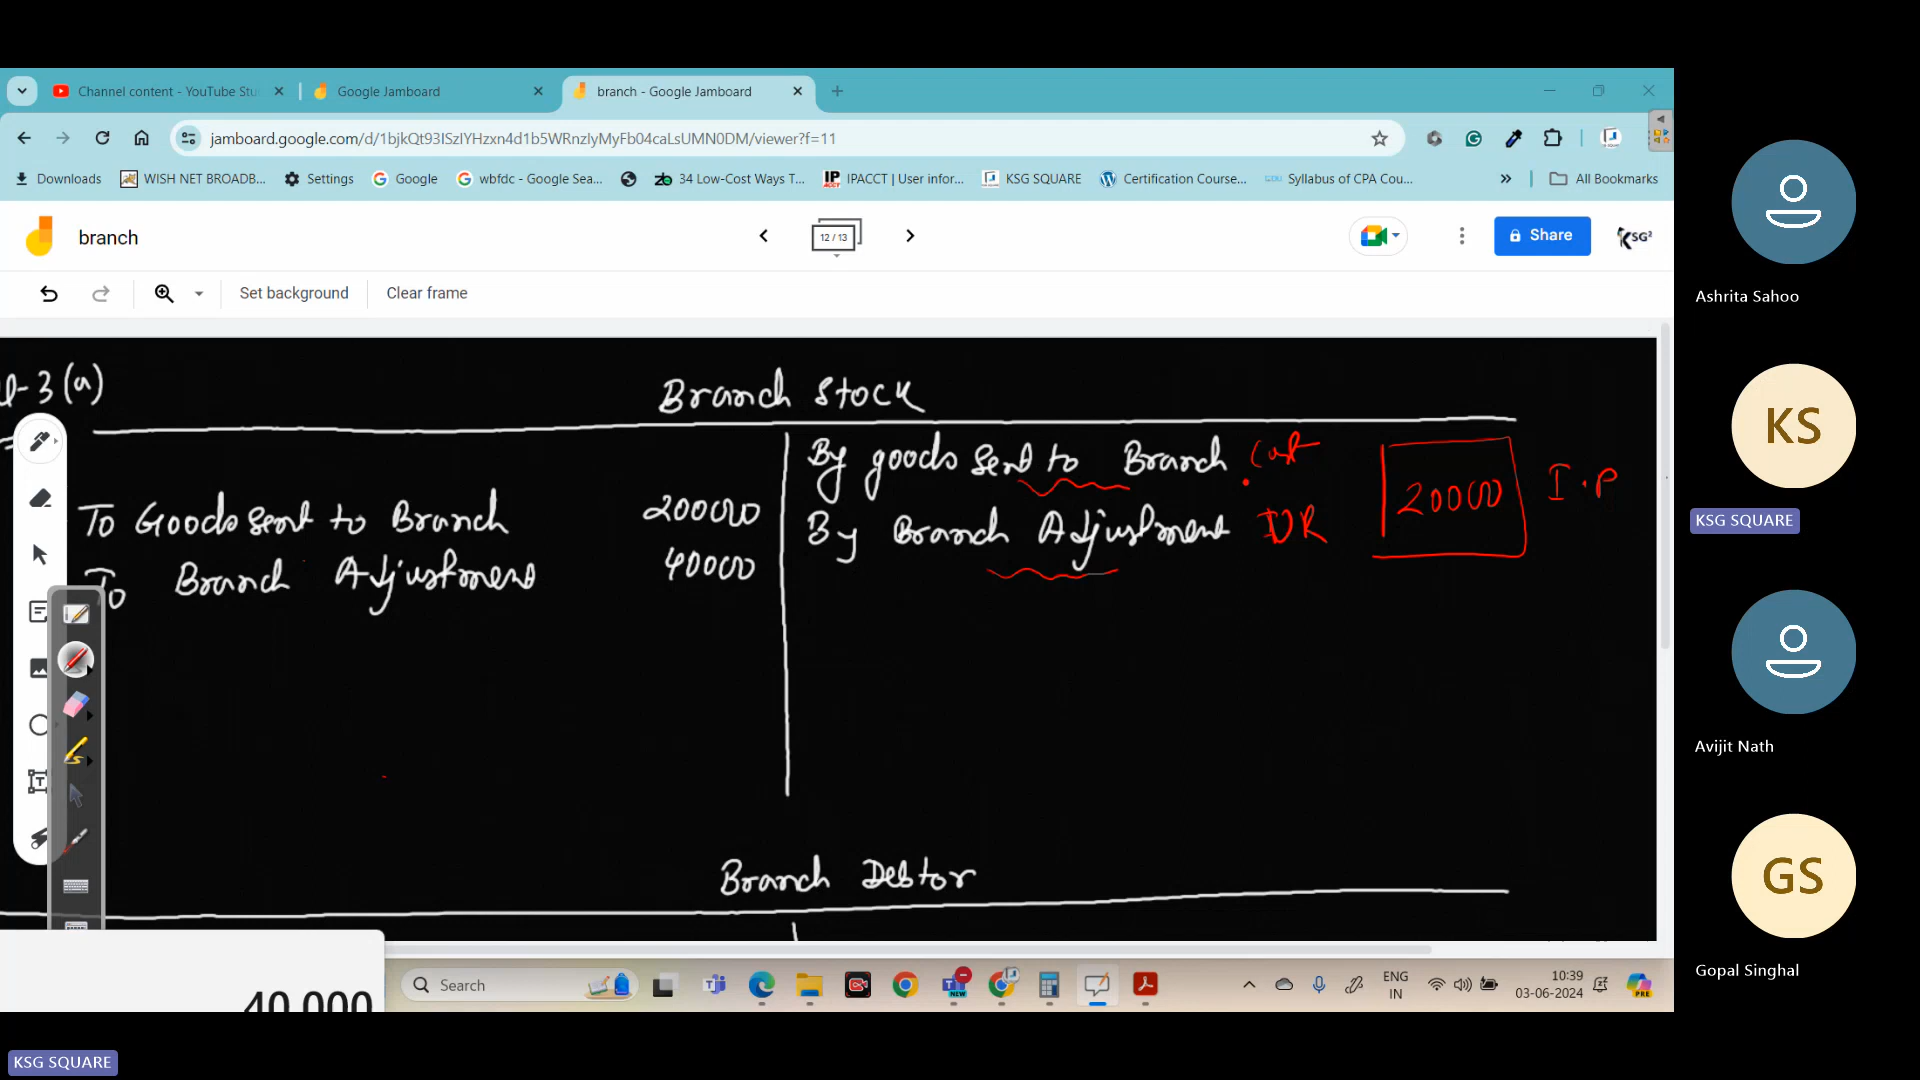 Channel content - YouTube Stu
Google Jamboard
branch - Google Jamboard
jamboard.google.com/d/1bjkQt93ISzIYHzxn4d1b5WRnzIyMyFb04caLsUMN0DM/viewer?f=11
Downloads
WISH NET BROADB...
Settings
Google
wbfdc - Google Sea...
34 Low-Cost Ways T...
IPACCT | User infor...
KSG SQUARE
Certification Course...
Syllabus of CPA Cou...
All Bookmarks
branch
12 / 13
Share
KSG²
Set background
Clear frame
3 (a)
Branch Stock
By goods sent to Branch Cost
20000 I.P
To Goods sent to Branch 200000
By Branch Adjustment
To Branch Adjustment 40000
Branch Debtor
40,000
Search
ENG
IN
10:39
03-06-2024
Ashrita Sahoo
KS
KSG SQUARE
Avijit Nath
GS
Gopal Singhal
KSG SQUARE